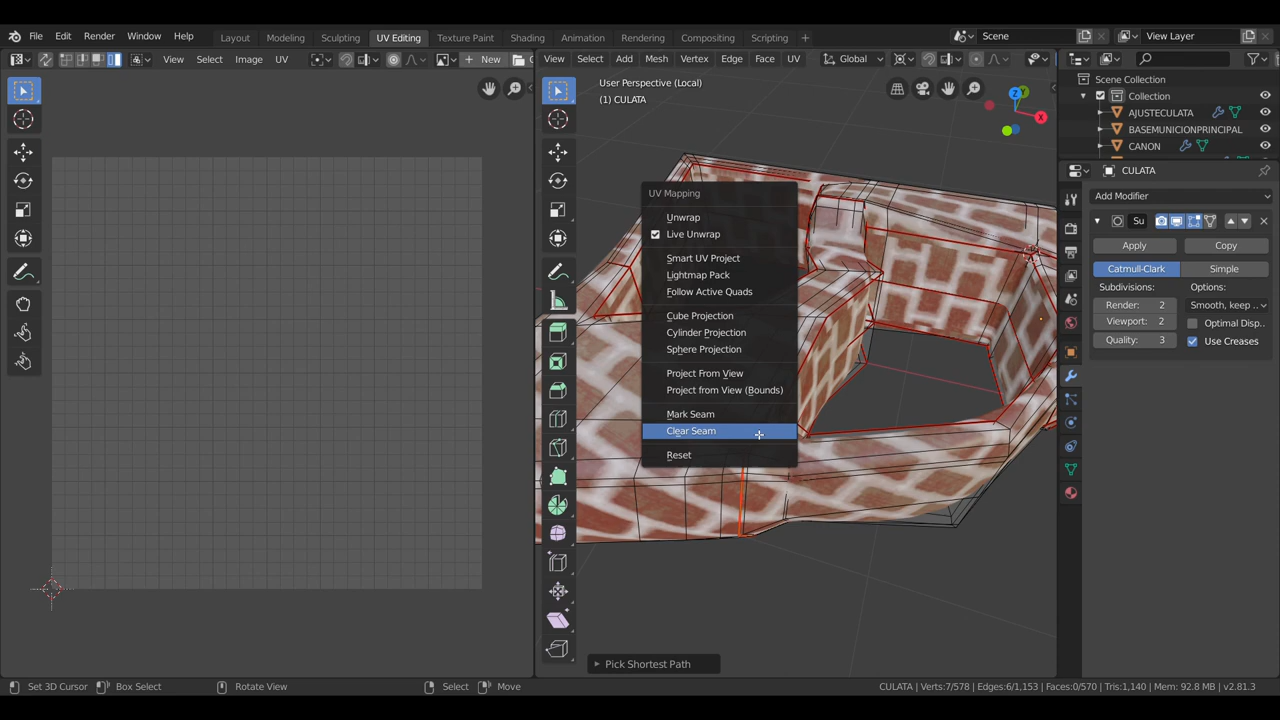 File Edit Render Window Help Layout Modeling Sculpting UV Editing Texture Paint Shading Animation Rendering Compositing Scripting + Scene View Layer
View Select Image UV New
View Select Add Mesh Vertex Edge Face UV Global
User Perspective (Local)
(1) CULATA
Z
Y
X
Scene Collection
Collection
AJUSTECULATA
BASEMUNICIONPRINCIPAL
CANON
CULATA
Add Modifier
Su
Apply Copy
Catmull-Clark Simple
Subdivisions: Options:
Render: 2 Smooth, keep ..
Viewport: 2 Optimal Disp..
Quality: 3 Use Creases
UV Mapping
Unwrap
Live Unwrap
Smart UV Project
Lightmap Pack
Follow Active Quads
Cube Projection
Cylinder Projection
Sphere Projection
Project From View
Project from View (Bounds)
Mark Seam
Clear Seam
Reset
Pick Shortest Path
Set 3D Cursor Box Select Rotate View Select Move CULATA | Verts:7/578 | Edges:6/1,153 | Faces:0/570 | Tris:1,140 | Mem: 92.8 MB | v2.81.3